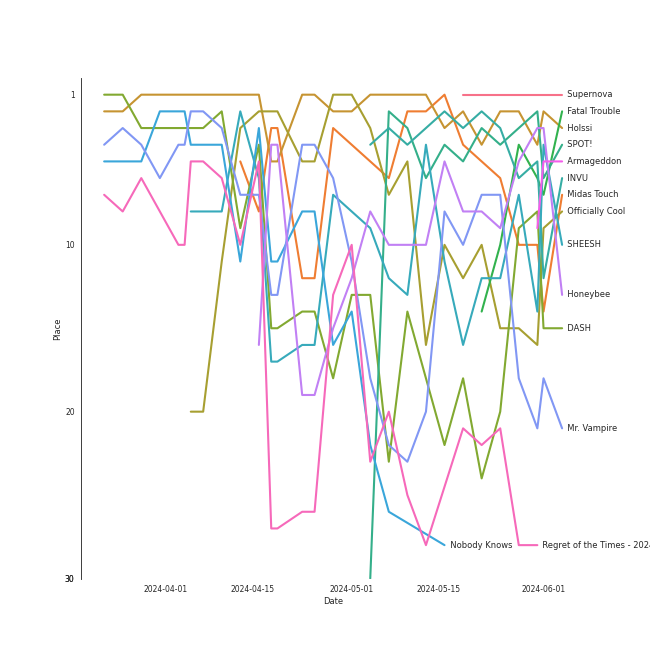 1
Supernova
Fatal Trouble
Holssi
SPOT!
Armageddon
INVU
Midas Touch
Officially Cool
10
SHEESH
Honeybee
Place
DASH
20
Mr. Vampire
Nobody Knows
Regret of the Times - 202
30
2024-04-01
2024-04-15
2024-05-01
2024-05-15
2024-06-01
Date